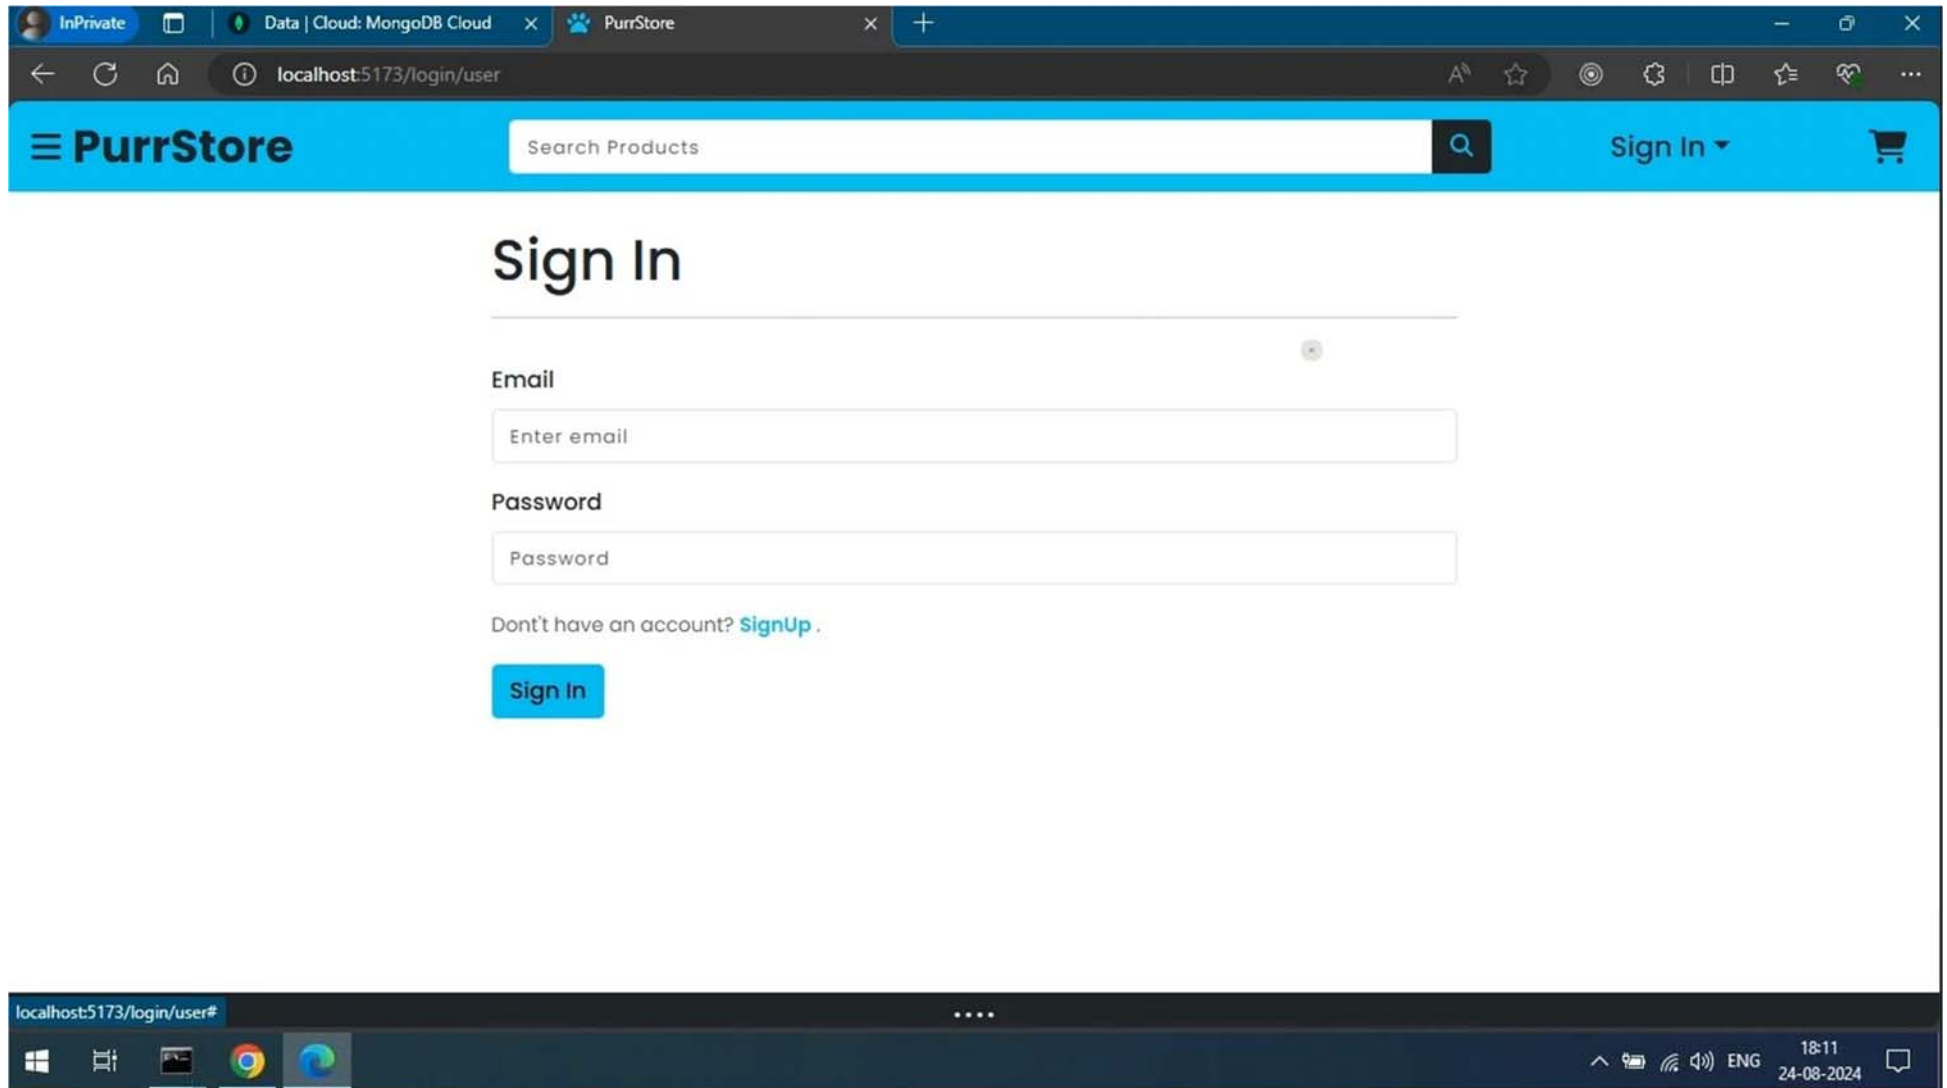 InPrivate
Data | Cloud: MongoDB Cloud
PurrStore
localhost:5173/login/user
PurrStore
Search Products
Sign In
Sign In
Email
Enter email
Password
Password
Dont't have an account? SignUp .
Sign In
localhost:5173/login/user#
....
ENG
18:11
24-08-2024